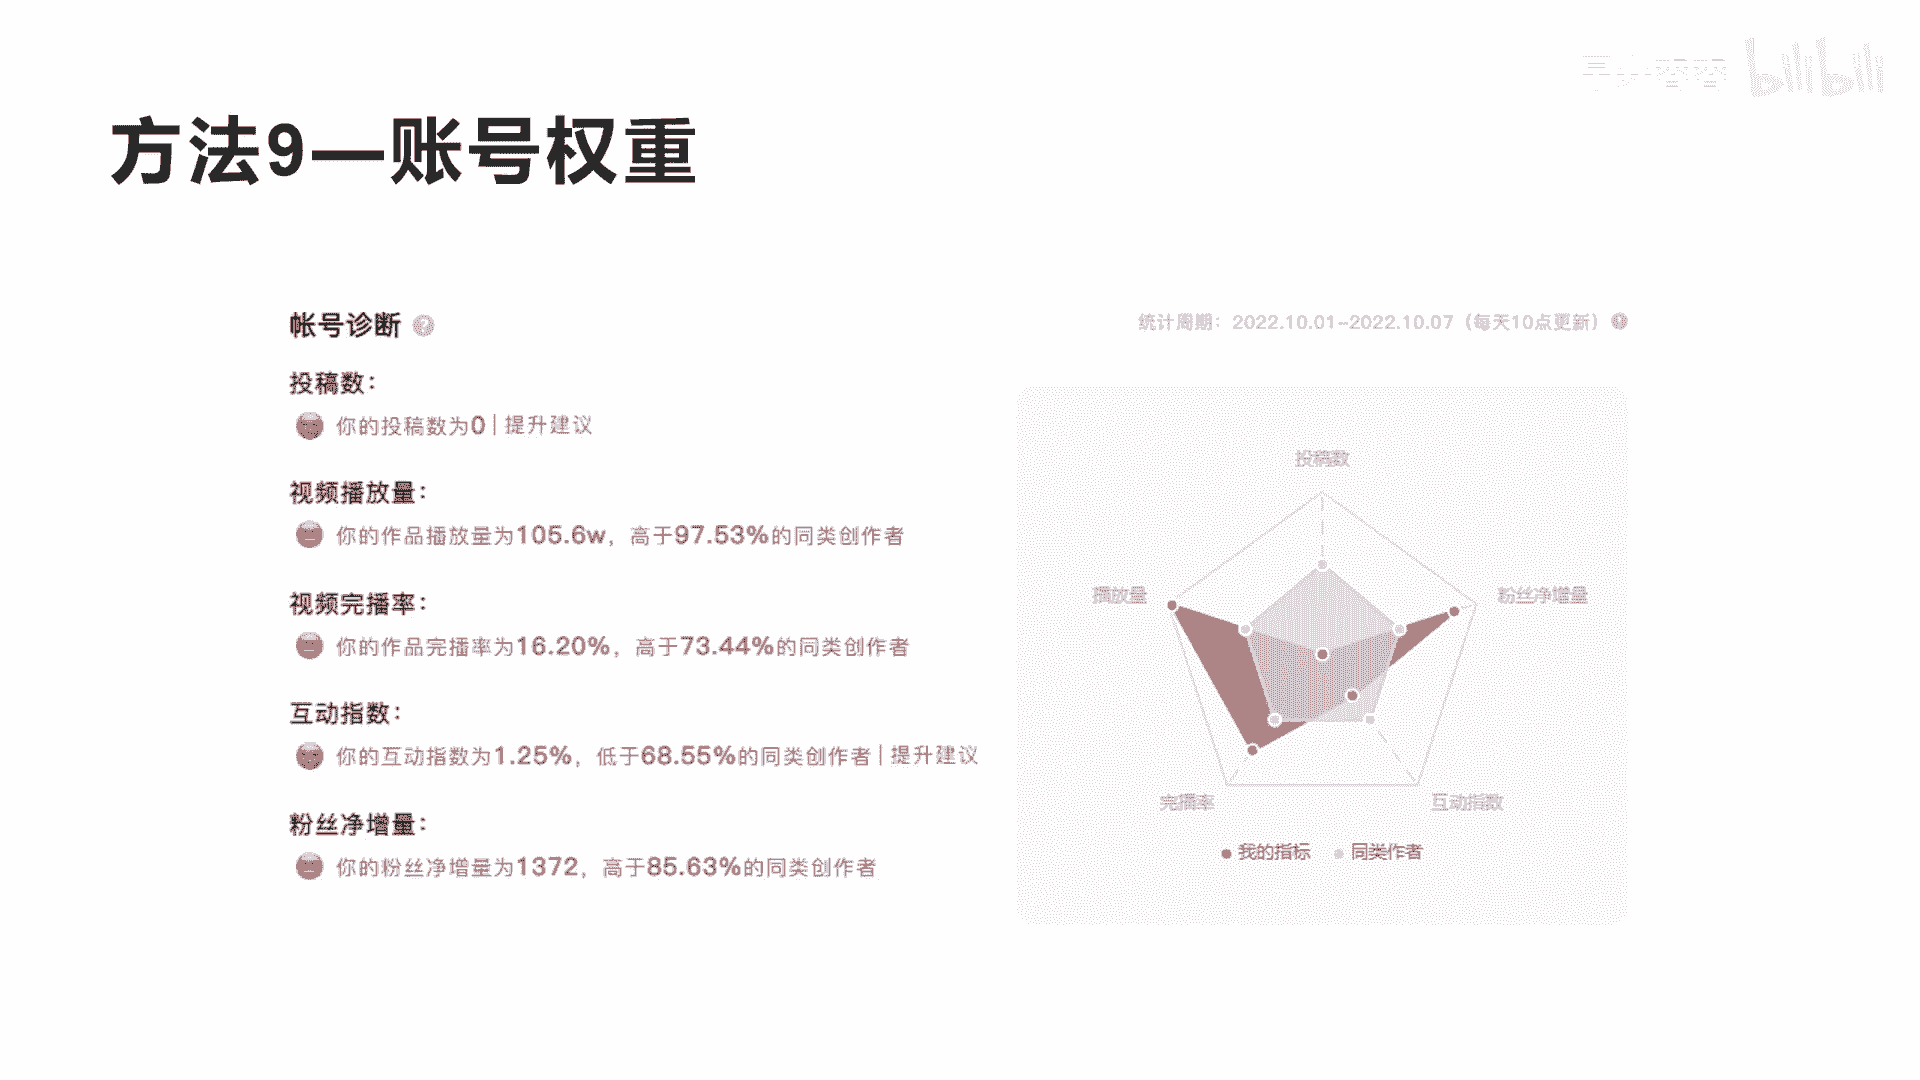 bilibili
方法9—账号权重
帐号诊断
统计周期：2022.10.01-2022.10.07（每天10点更新）
投稿数：
你的投稿数为0 | 提升建议
视频播放量：
你的作品播放量为105.6w，高于97.53%的同类创作者
视频完播率：
你的作品完播率为16.20%，高于73.44%的同类创作者
互动指数：
你的互动指数为1.25%，低于68.55%的同类创作者 | 提升建议
粉丝净增量：
你的粉丝净增量为1372，高于85.63%的同类创作者
投稿数
播放量
粉丝净增量
完播率
互动指数
我的指标
同类作者